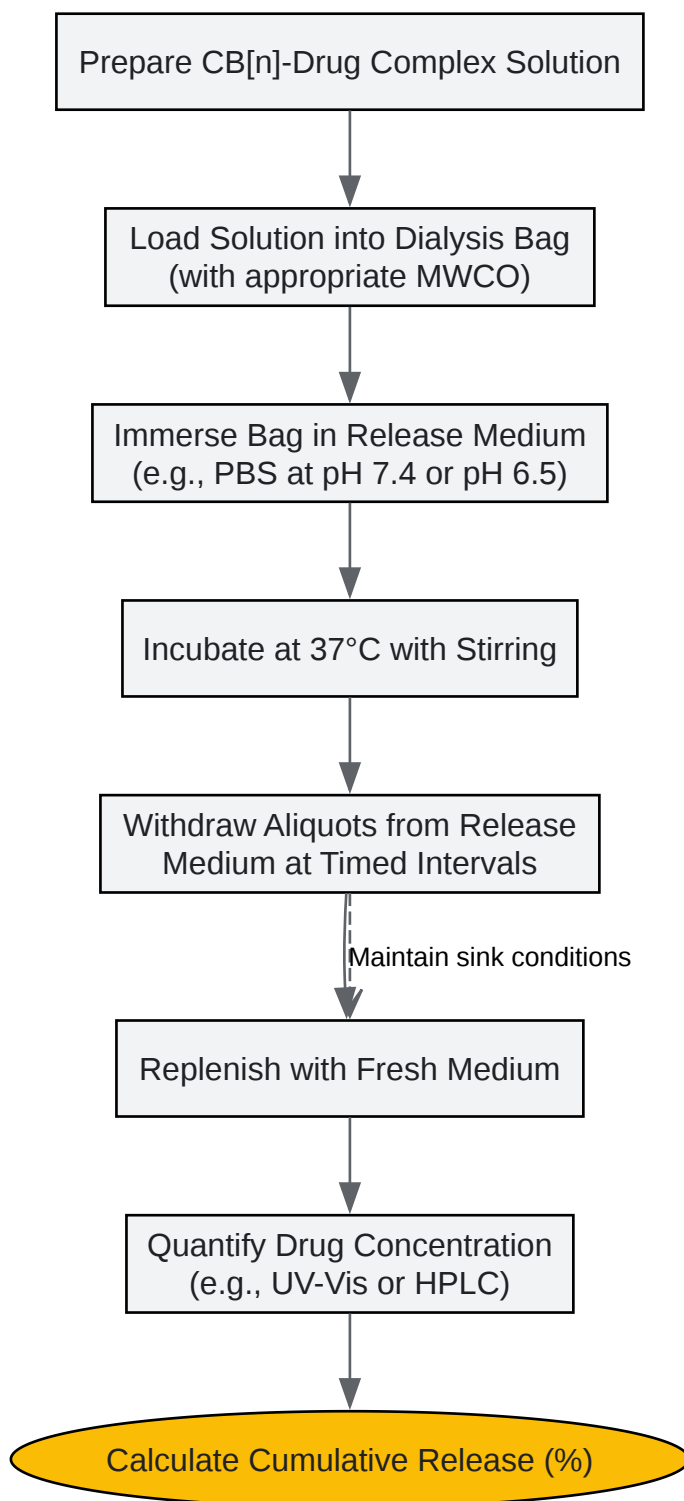 Prepare CB[n]-Drug Complex Solution
Load Solution into Dialysis Bag
(with appropriate MWCO)
Immerse Bag in Release Medium
(e.g., PBS at pH 7.4 or pH 6.5)
Incubate at 37°C with Stirring
Withdraw Aliquots from Release
Medium at Timed Intervals
Maintain sink conditions
Replenish with Fresh Medium
Quantify Drug Concentration
(e.g., UV-Vis or HPLC)
Calculate Cumulative Release (%)